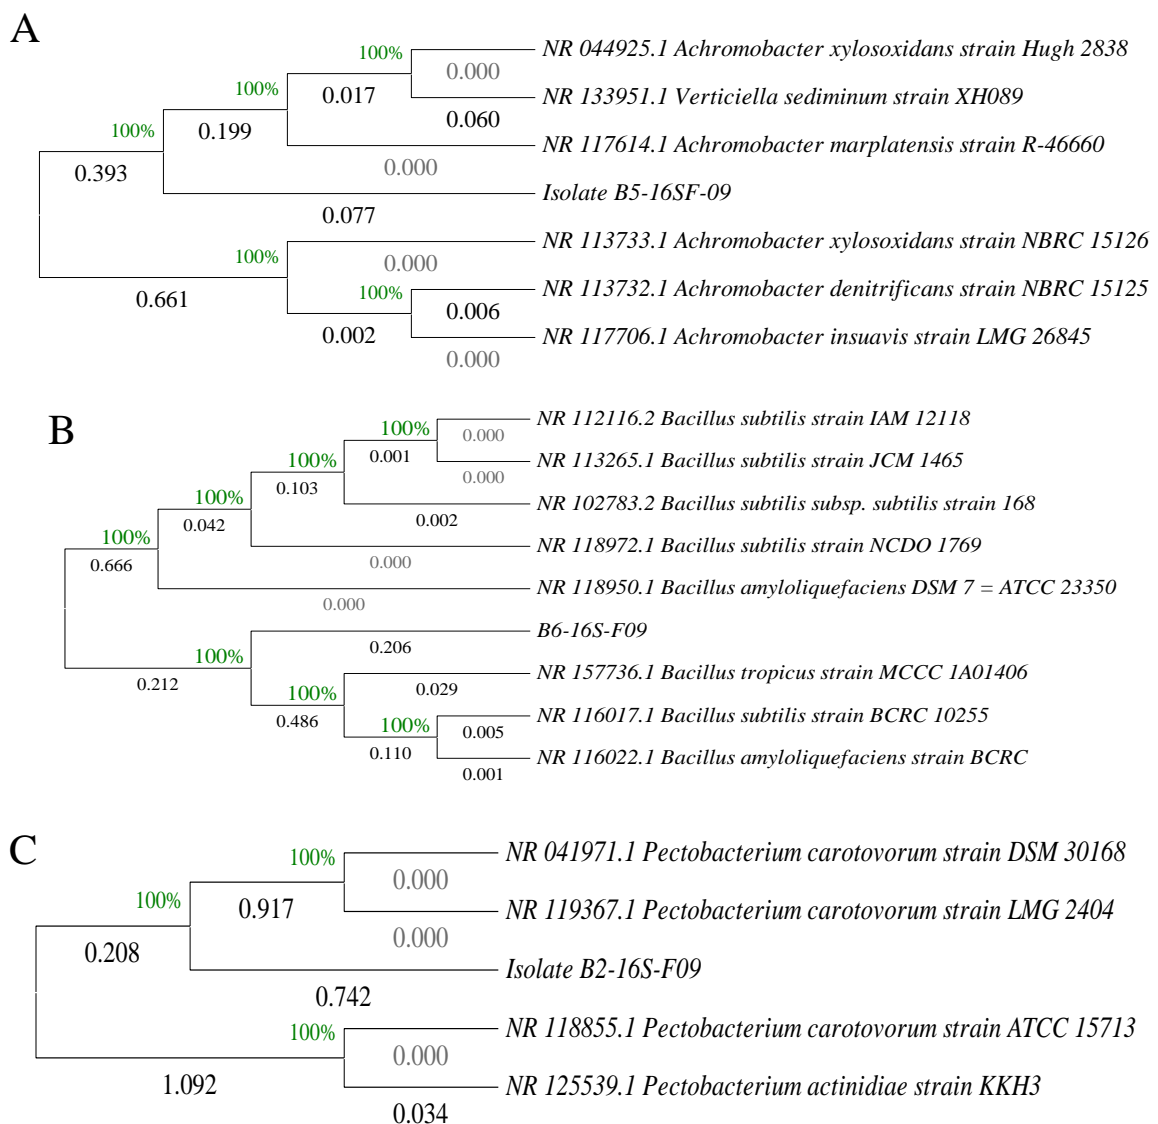 A
100% NR 044925.1 Achromobacter xylosoxidans strain Hugh 2838
0.000
100% 0.017 NR 133951.1 Verticiella sediminum strain XH089
0.060
100% 0.199 NR 117614.1 Achromobacter marplatensis strain R-46660
0.393 0.000
Isolate B5-16SF-09
0.077
100% NR 113733.1 Achromobacter xylosoxidans strain NBRC 15126
0.000
0.661 100% NR 113732.1 Achromobacter denitrificans strain NBRC 15125
0.006
0.002 NR 117706.1 Achromobacter insuavis strain LMG 26845
0.000
B
100% NR 112116.2 Bacillus subtilis strain IAM 12118
0.000
100% 0.001 NR 113265.1 Bacillus subtilis strain JCM 1465
0.000
100% 0.103 NR 102783.2 Bacillus subtilis subsp. subtilis strain 168
0.002
100% 0.042 NR 118972.1 Bacillus subtilis strain NCDO 1769
0.666 0.000
NR 118950.1 Bacillus amyloliquefaciens DSM 7 = ATCC 23350
0.000
B6-16S-F09
100% 0.206
0.212 NR 157736.1 Bacillus tropicus strain MCCC 1A01406
100% 0.029
0.486 NR 116017.1 Bacillus subtilis strain BCRC 10255
100% 0.005
0.110 NR 116022.1 Bacillus amyloliquefaciens strain BCRC
0.001
C
100% NR 041971.1 Pectobacterium carotovorum strain DSM 30168
0.000
100% 0.917 NR 119367.1 Pectobacterium carotovorum strain LMG 2404
0.000
0.208 Isolate B2-16S-F09
0.742
100% NR 118855.1 Pectobacterium carotovorum strain ATCC 15713
0.000
1.092 NR 125539.1 Pectobacterium actinidiae strain KKH3
0.034